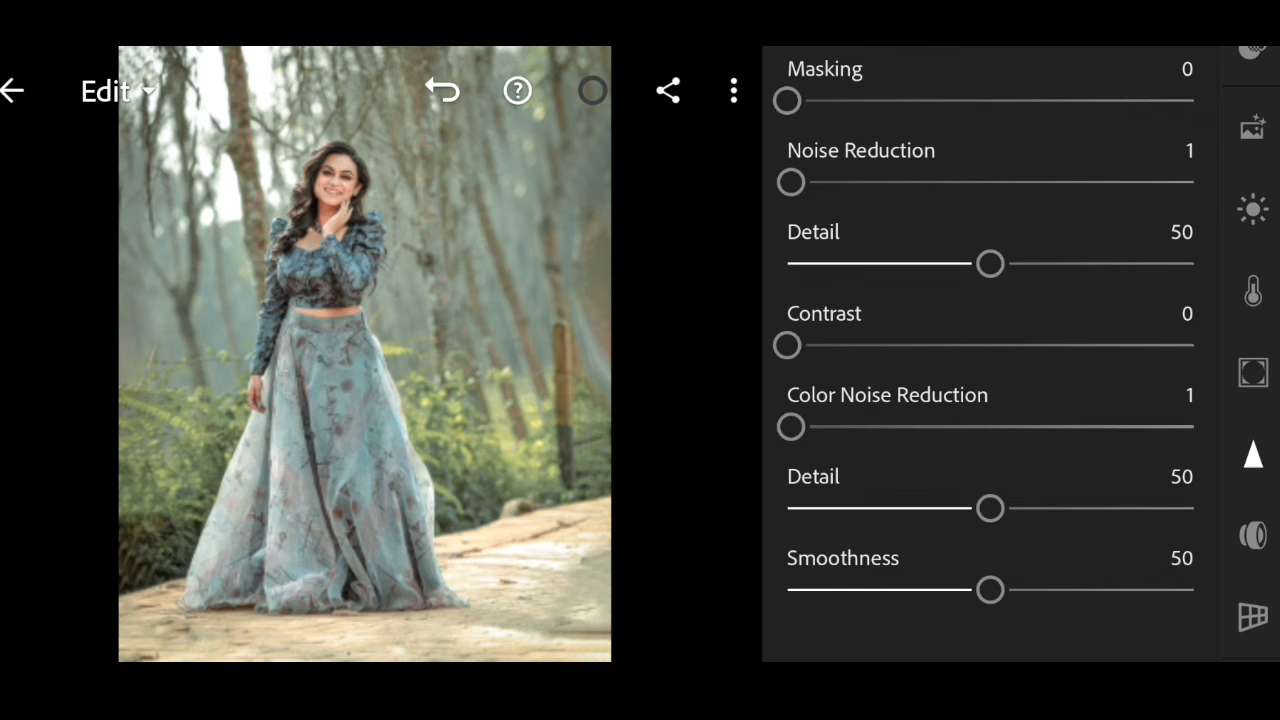 Edit
Masking 0
Noise Reduction 1
Detail 50
Contrast 0
Color Noise Reduction 1
Detail 50
Smoothness 50